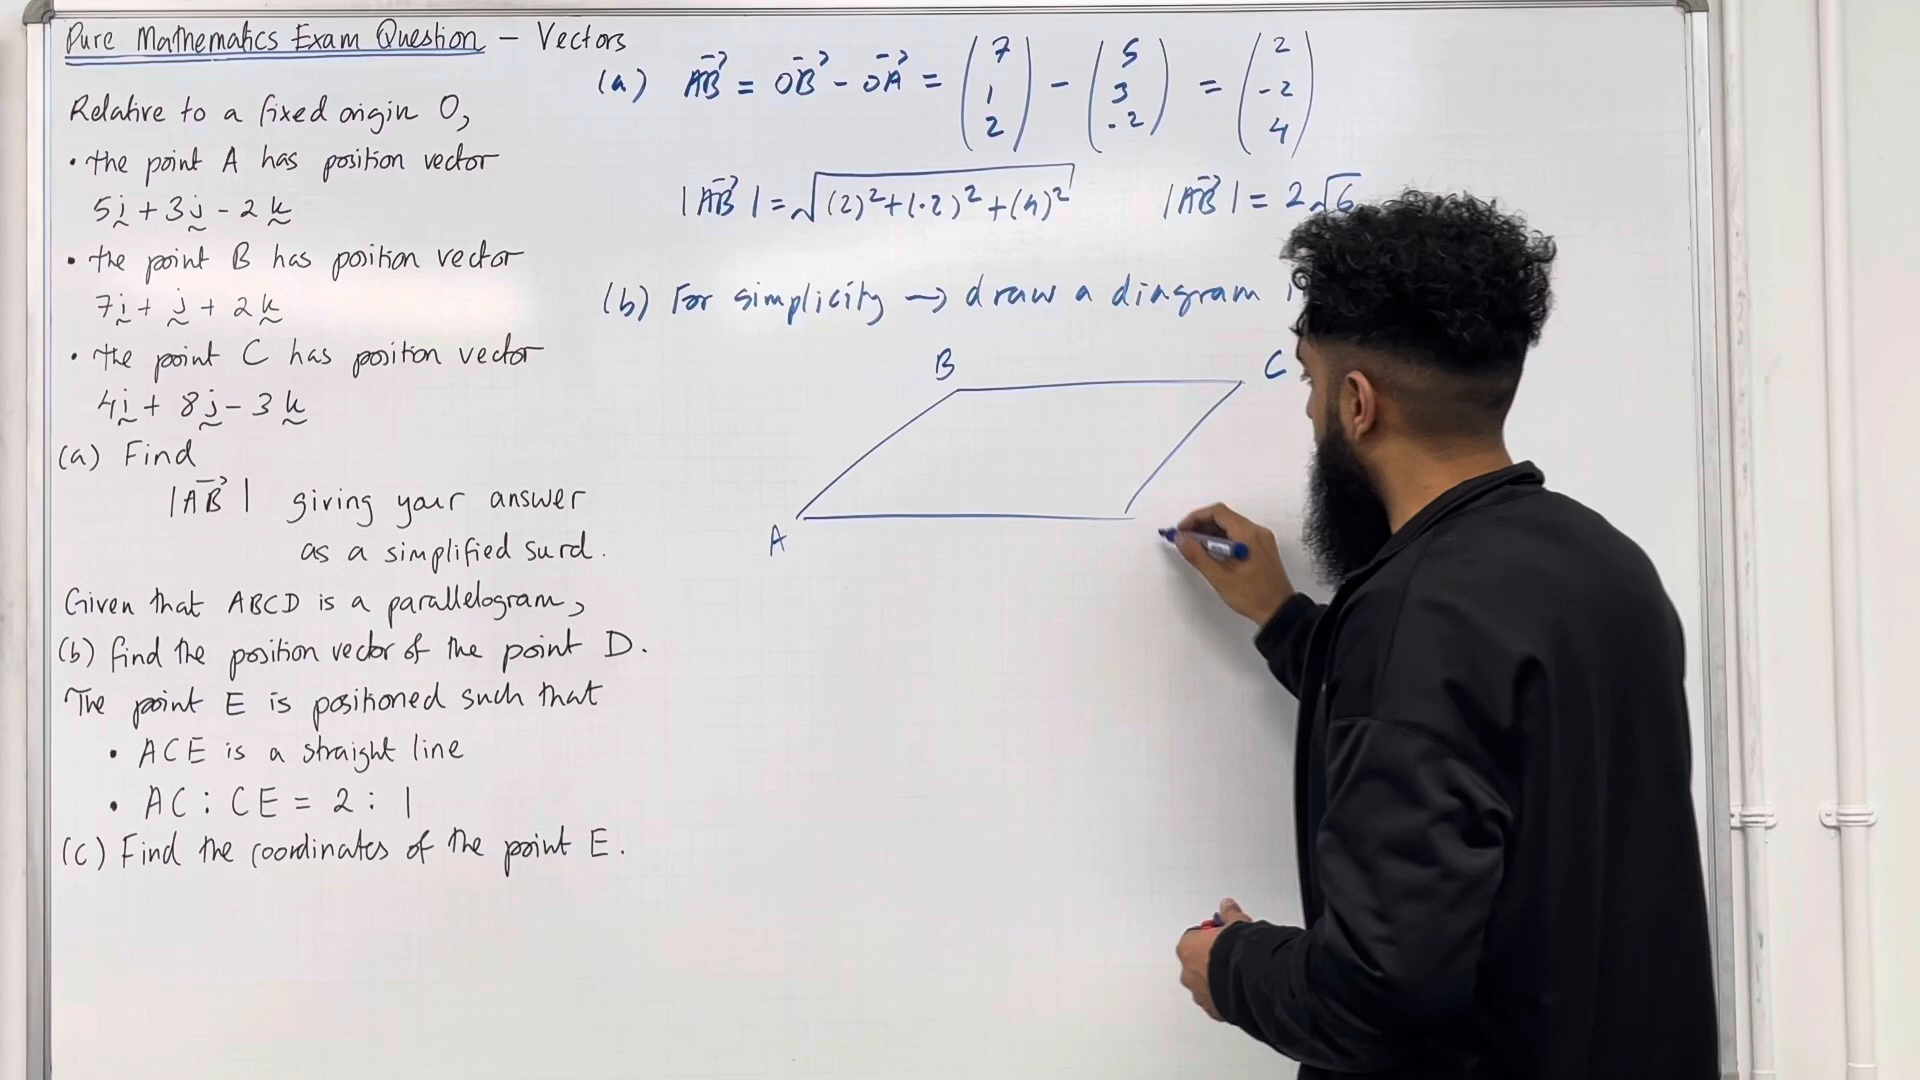 Pure Mathematics Exam Question - Vectors
Relative to a fixed origin O,
• the point A has position vector
5i + 3j - 2k
• the point B has position vector
7i + j + 2k
• the point C has position vector
4i + 8j - 3k
(a) Find
|AB⃗| giving your answer
as a simplified surd.
Given that ABCD is a parallelogram,
(b) find the position vector of the point D.
The point E is positioned such that
• ACE is a straight line
• AC : CE = 2 : 1
(c) Find the coordinates of the point E.
(a) AB⃗ = OB⃗ - OA⃗ = (7 1 2) - (5 3 -2) = (2 -2 4)
|AB⃗| = √(2)²+(-2)²+(4)² |AB⃗| = 2√6
(b) For simplicity → draw a diagram
B C
A